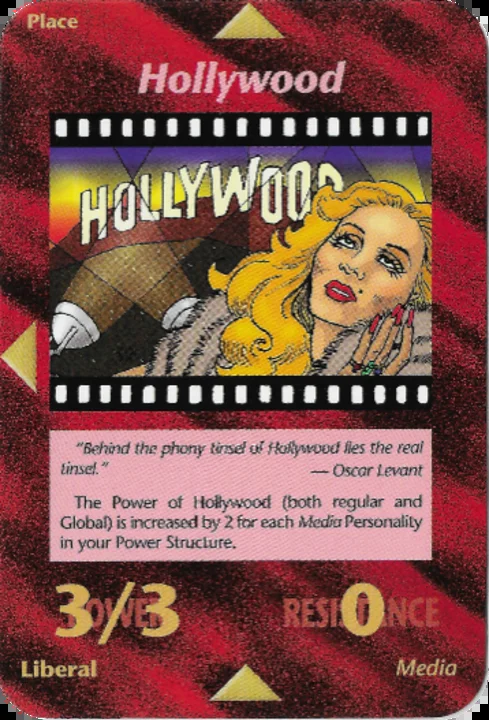 Place
Hollywood
HOLLYWOOD
"Behind the phony tinsel of Hollywood lies the real
tinsel."
— Oscar Levant
The Power of Hollywood (both regular and
Global) is increased by 2 for each Media Personality
in your Power Structure.
POWER 3/3
RESISTANCE 0
Liberal
Media